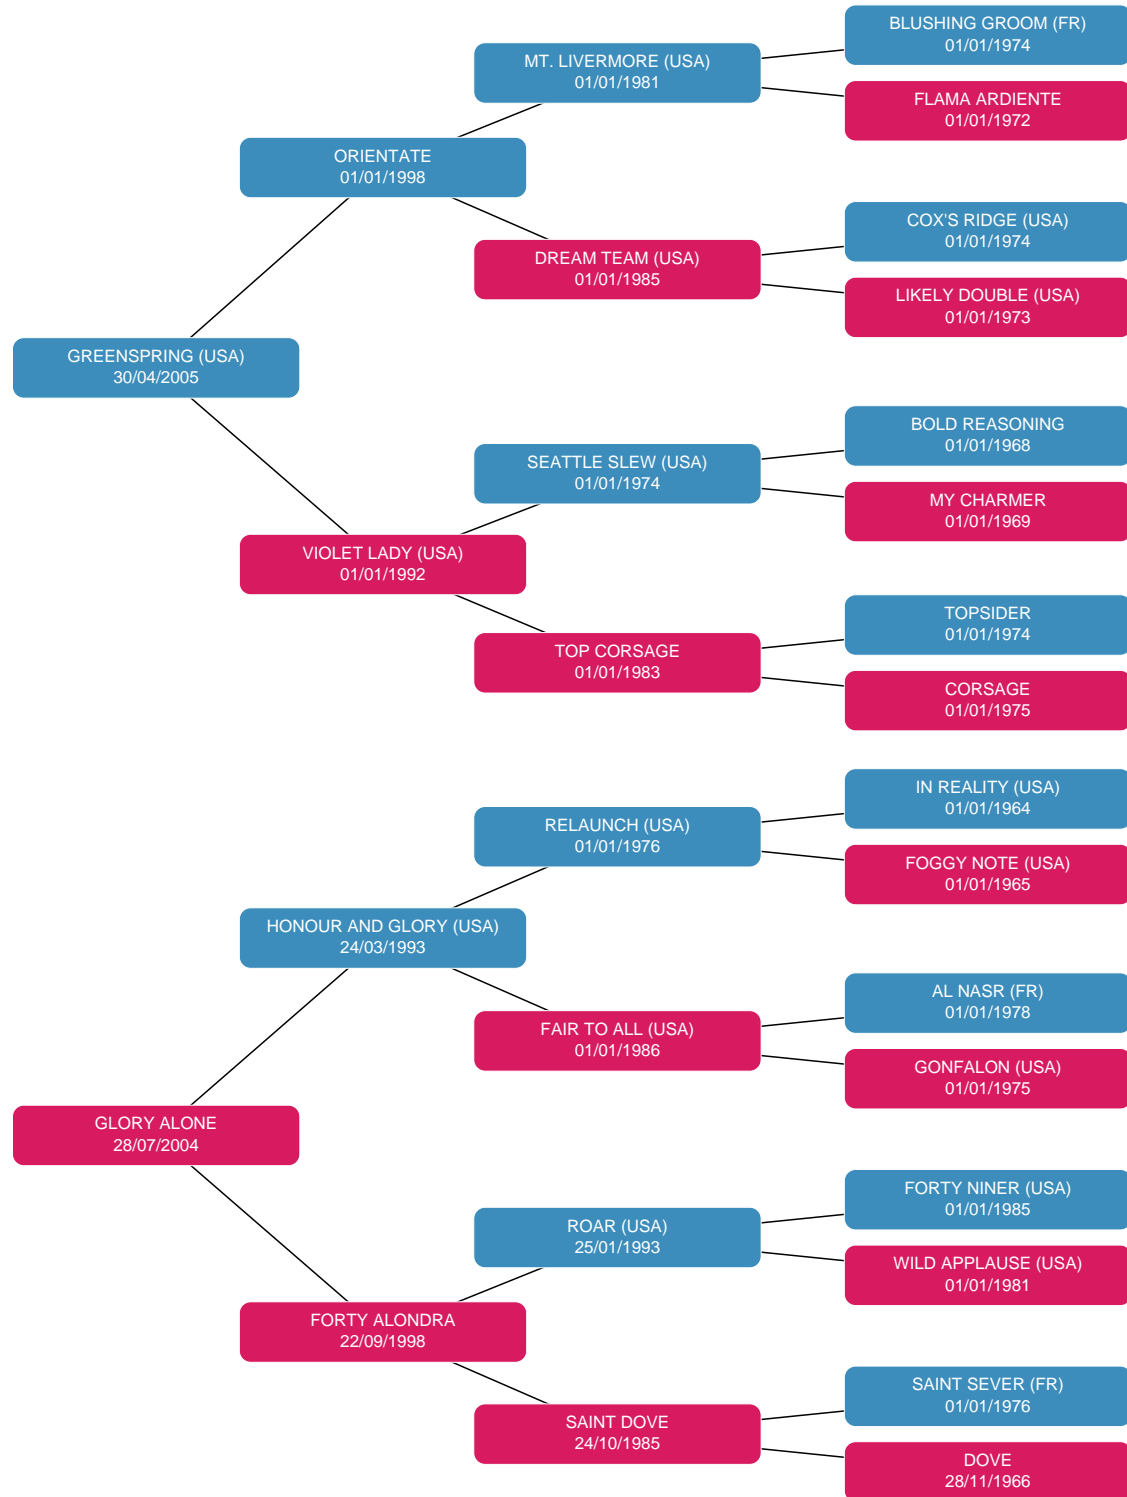 BLUSHING GROOM (FR)
01/01/1974
MT. LIVERMORE (USA)
01/01/1981
FLAMA ARDIENTE
01/01/1972
ORIENTATE
01/01/1998
COX'S RIDGE (USA)
01/01/1974
DREAM TEAM (USA)
01/01/1985
LIKELY DOUBLE (USA)
01/01/1973
GREENSPRING (USA)
30/04/2005
BOLD REASONING
01/01/1968
SEATTLE SLEW (USA)
01/01/1974
MY CHARMER
01/01/1969
VIOLET LADY (USA)
01/01/1992
TOPSIDER
01/01/1974
TOP CORSAGE
01/01/1983
CORSAGE
01/01/1975
IN REALITY (USA)
01/01/1964
RELAUNCH (USA)
01/01/1976
FOGGY NOTE (USA)
01/01/1965
HONOUR AND GLORY (USA)
24/03/1993
AL NASR (FR)
01/01/1978
FAIR TO ALL (USA)
01/01/1986
GONFALON (USA)
01/01/1975
GLORY ALONE
28/07/2004
FORTY NINER (USA)
01/01/1985
ROAR (USA)
25/01/1993
WILD APPLAUSE (USA)
01/01/1981
FORTY ALONDRA
22/09/1998
SAINT SEVER (FR)
01/01/1976
SAINT DOVE
24/10/1985
DOVE
28/11/1966